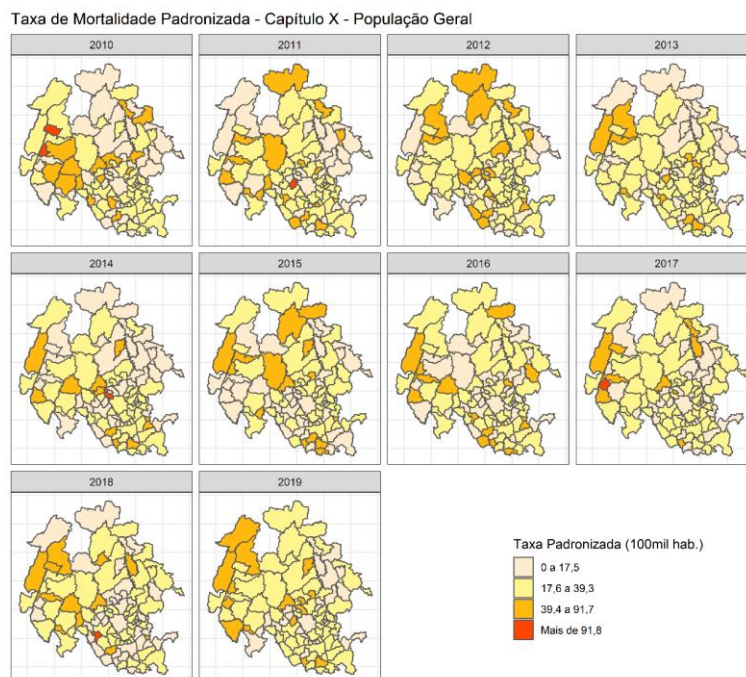 Taxa de Mortalidade Padronizada - Capítulo X - População Geral
2010
2011
2012
2013
2014
2015
2016
2017
2018
2019
Taxa Padronizada (100mil hab.)
0 a 17,5
17,6 a 39,3
39,4 a 91,7
Mais de 91,8